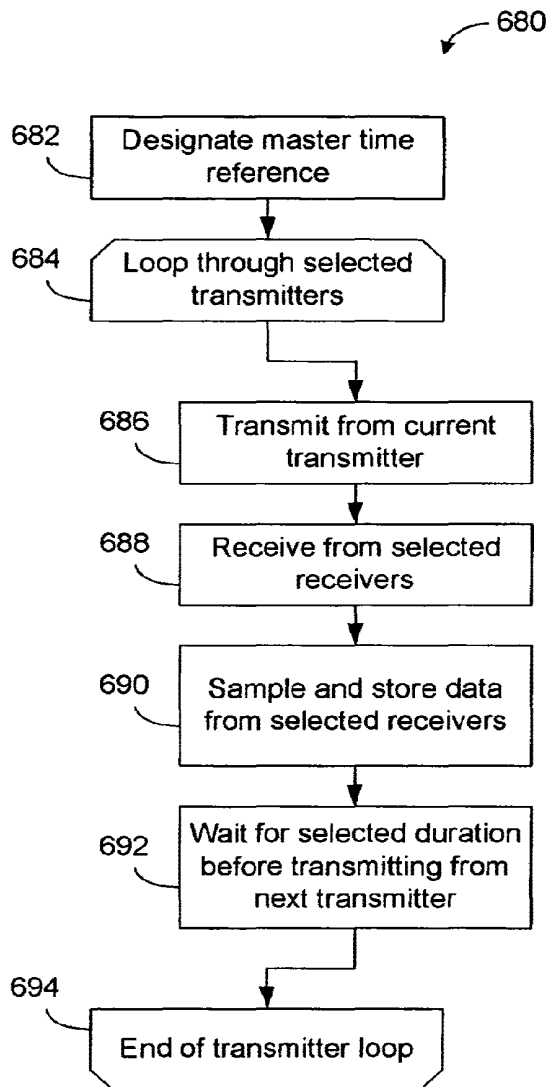 680
682
Designate master time
reference
684
Loop through selected
transmitters
686
Transmit from current
transmitter
688
Receive from selected
receivers
690
Sample and store data
from selected receivers
692
Wait for selected duration
before transmitting from
next transmitter
694
End of transmitter loop